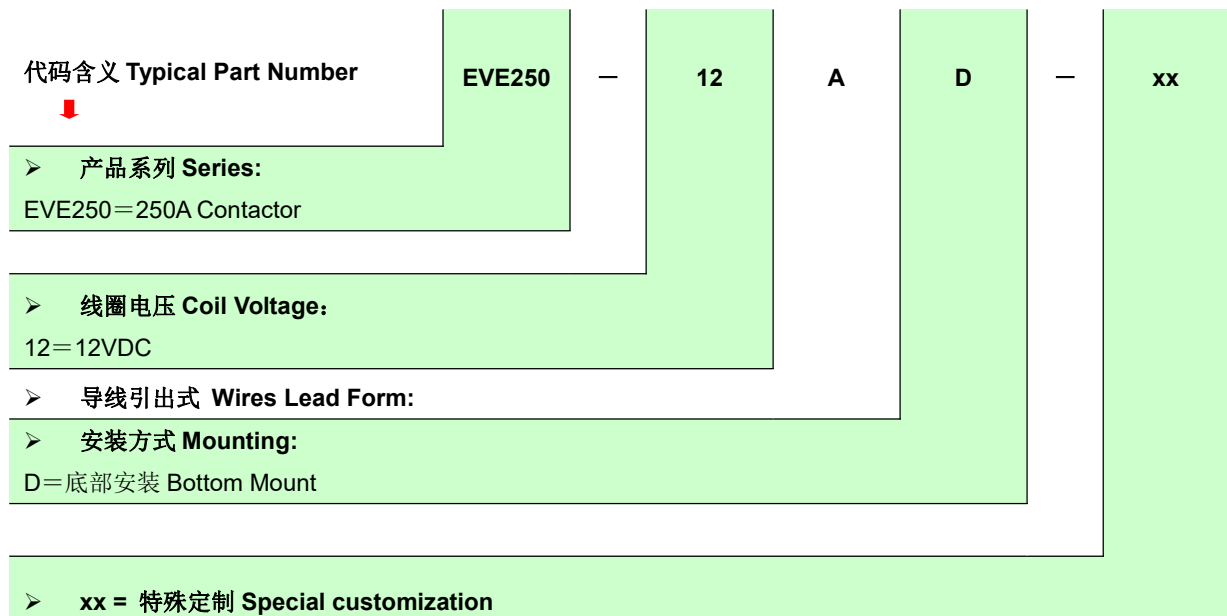 代码含义 Typical Part Number EVE250 － 12 A D － xx
➢ 产品系列 Series:
EVE250＝250A Contactor
➢ 线圈电压 Coil Voltage：
12＝12VDC
➢ 导线引出式 Wires Lead Form:
➢ 安装方式 Mounting:
D＝底部安装 Bottom Mount
➢ xx = 特殊定制 Special customization